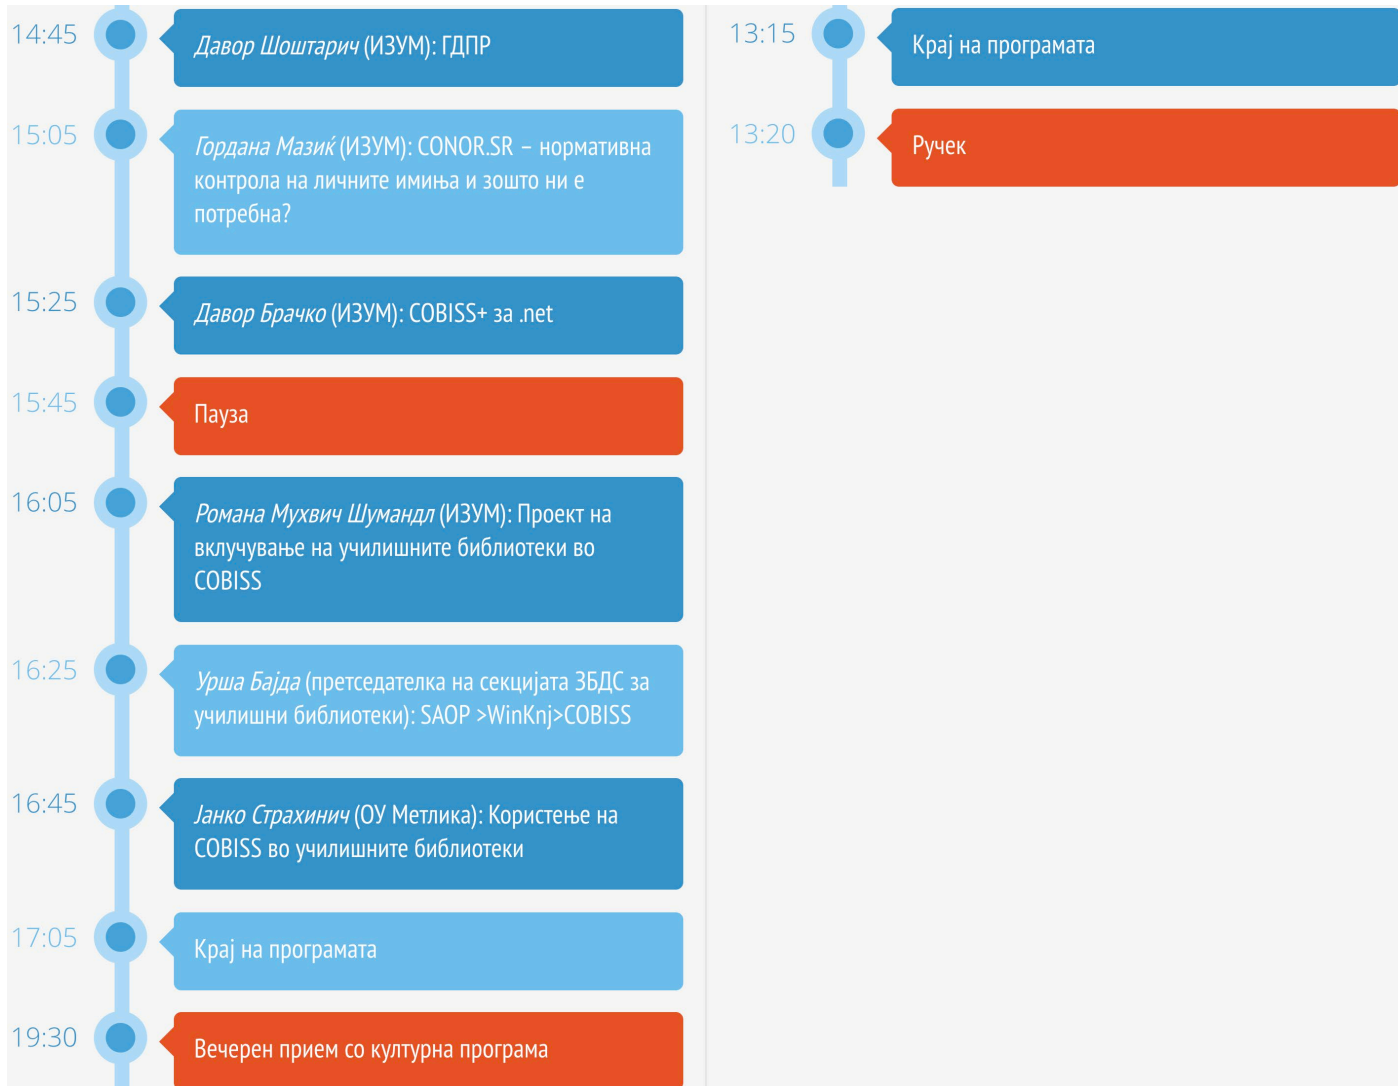 14:45
Давор Шоштарич (ИЗУМ): ГДПР
15:05
Гордана Мазиќ (ИЗУМ): CONOR.SR – нормативна
контрола на личните имиња и зошто ни е
потребна?
15:25
Давор Брачко (ИЗУМ): COBISS+ за .net
15:45
Пауза
16:05
Романа Мухвич Шумандл (ИЗУМ): Проект на
вклучување на училишните библиотеки во
COBISS
16:25
Урша Бајда (претседателка на секцијата ЗБДС за
училишни библиотеки): SAOP >WinKnj>COBISS
16:45
Јанко Страхинич (ОУ Метлика): Користење на
COBISS во училишните библиотеки
17:05
Крај на програмата
19:30
Вечерен прием со културна програма
13:15
Крај на програмата
13:20
Ручек